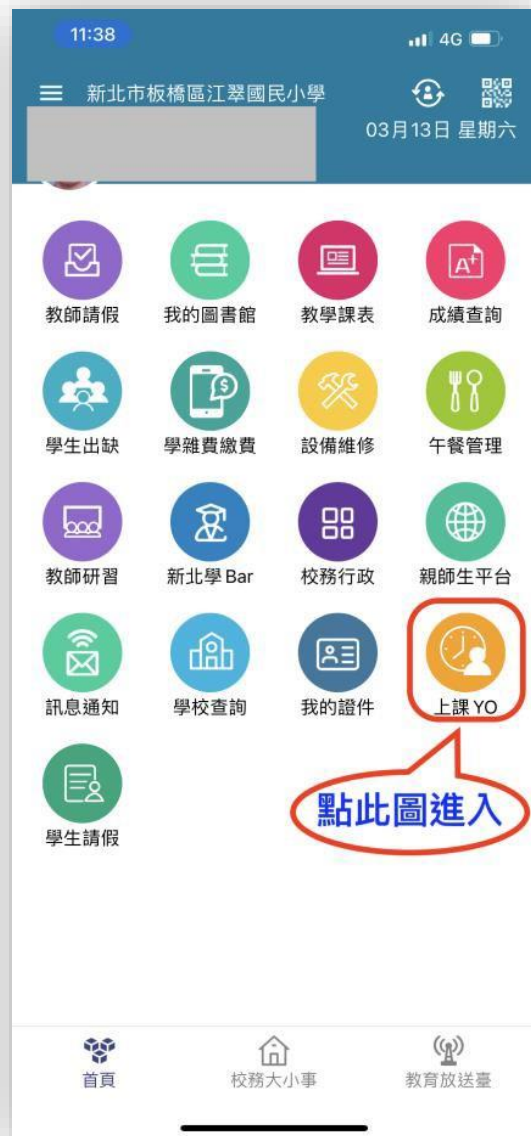 11:38
4G
新北市板橋區江翠國民小學
03月13日 星期六
教師請假 我的圖書館 教學課表 成績查詢
學生出缺 學雜費繳費 設備維修 午餐管理
教師研習 新北學 Bar 校務行政 親師生平台
訊息通知 學校查詢 我的證件 上課 YO
點此圖進入
學生請假
首頁 校務大小事 教育放送臺